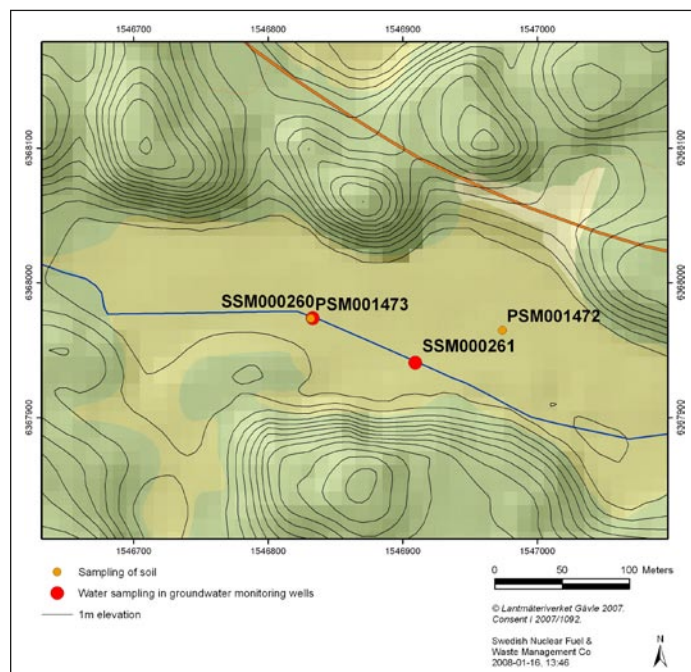 1546700 1546800 1546900 1547000
6368100 6368100
6368000 6368000
SSM000260 PSM001473
PSM001472
SSM000261
6367900 6367900
1546700 1546800 1546900 1547000
Sampling of soil
Water sampling in groundwater monitoring wells
1m elevation
0 50 100 Meters
© Lantmäteriverket Gävle 2007.
Consent I 2007/1092.
Swedish Nuclear Fuel &
Waste Management Co
2008-01-16, 13:46
N